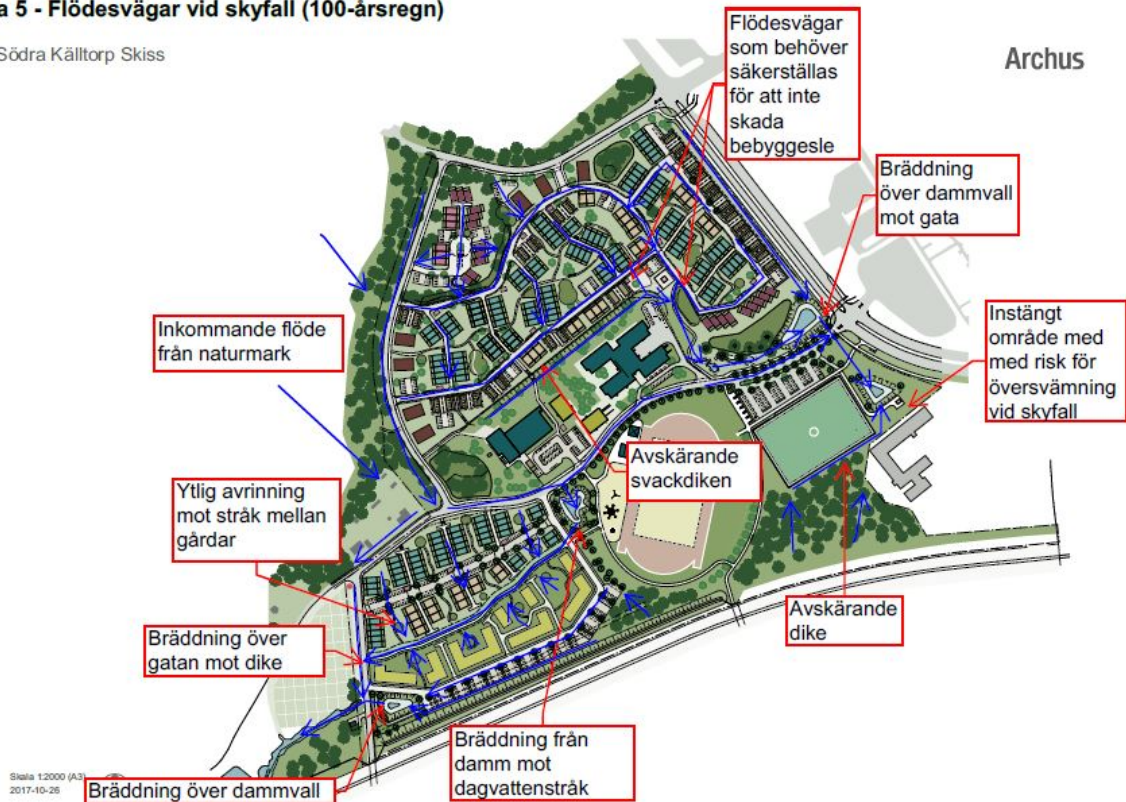 a 5 - Flödesvägar vid skyfall (100-årsregn)
Södra Källtorp Skiss
Archus
Flödesvägar
som behöver
säkerställas
för att inte
skada
bebyggesle
Bräddning
över dammvall
mot gata
Inkommande flöde
från naturmark
Instängt
område med
med risk för
översvämning
vid skyfall
Avskärande
svackdiken
Ytlig avrinning
mot stråk mellan
gårdar
Avskärande
dike
Bräddning över
gatan mot dike
Bräddning från
damm mot
dagvattenstråk
Skala 1:2000 (A3)
2017-10-26
Bräddning över dammvall